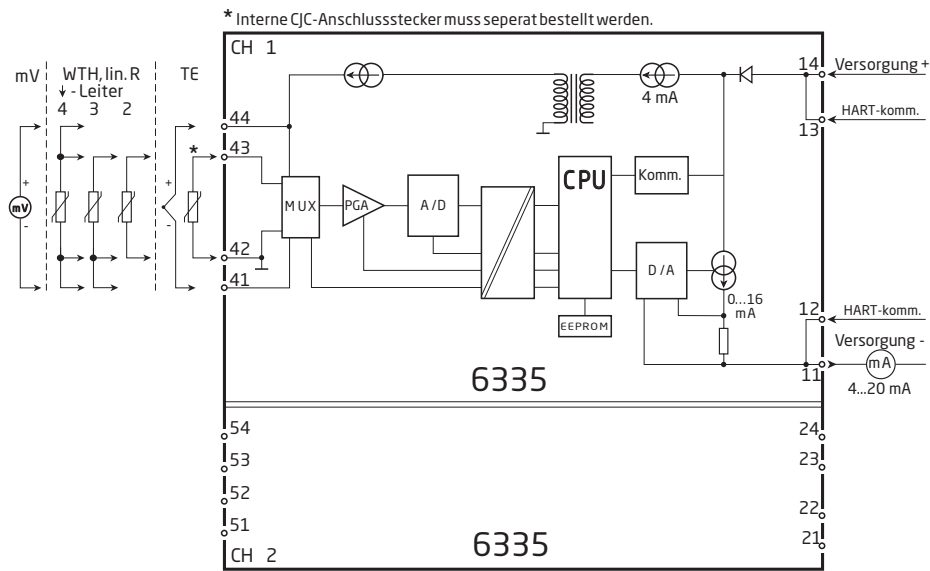 * Interne CJC-Anschlussstecker muss seperat bestellt werden.
CH 1
mV
WTH, lin. R
- Leiter
4 3 2
TE
14
Versorgung +
4 mA
HART-komm.
13
44
*
43
CPU
Komm.
+
mV
-
+
-
MUX
PGA
A/D
42
41
D/A
0...16
mA
12
HART-komm.
EEPROM
Versorgung -
mA
11
4...20 mA
6335
54
24
53
23
52
22
51
21
6335
CH 2